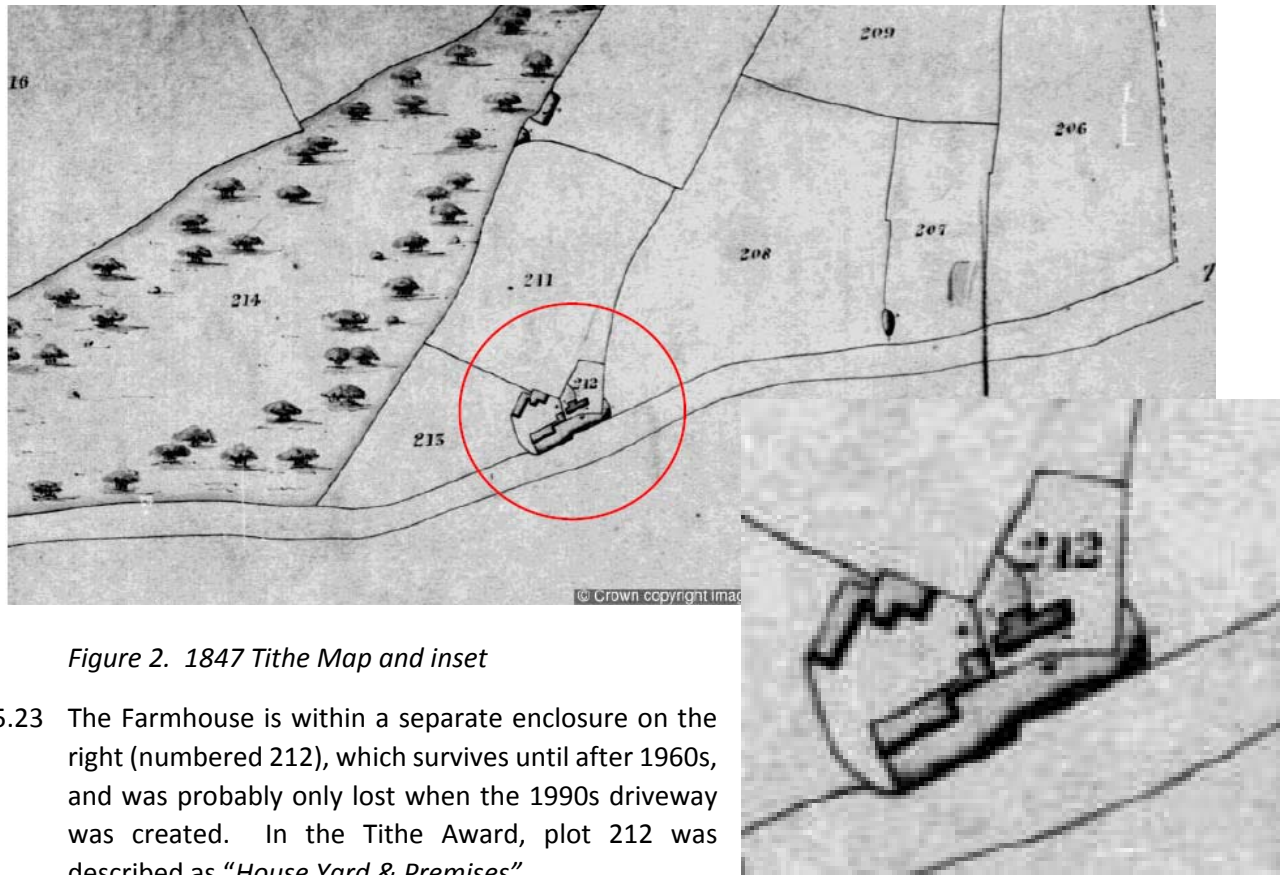 209
16
206
207
208
211
214
212
213
7
© Crown copyright imag
212
Figure 2. 1847 Tithe Map and inset
5.23 The Farmhouse is within a separate enclosure on the
right (numbered 212), which survives until after 1960s,
and was probably only lost when the 1990s driveway
was created. In the Tithe Award, plot 212 was
described as “House Yard & Premises”